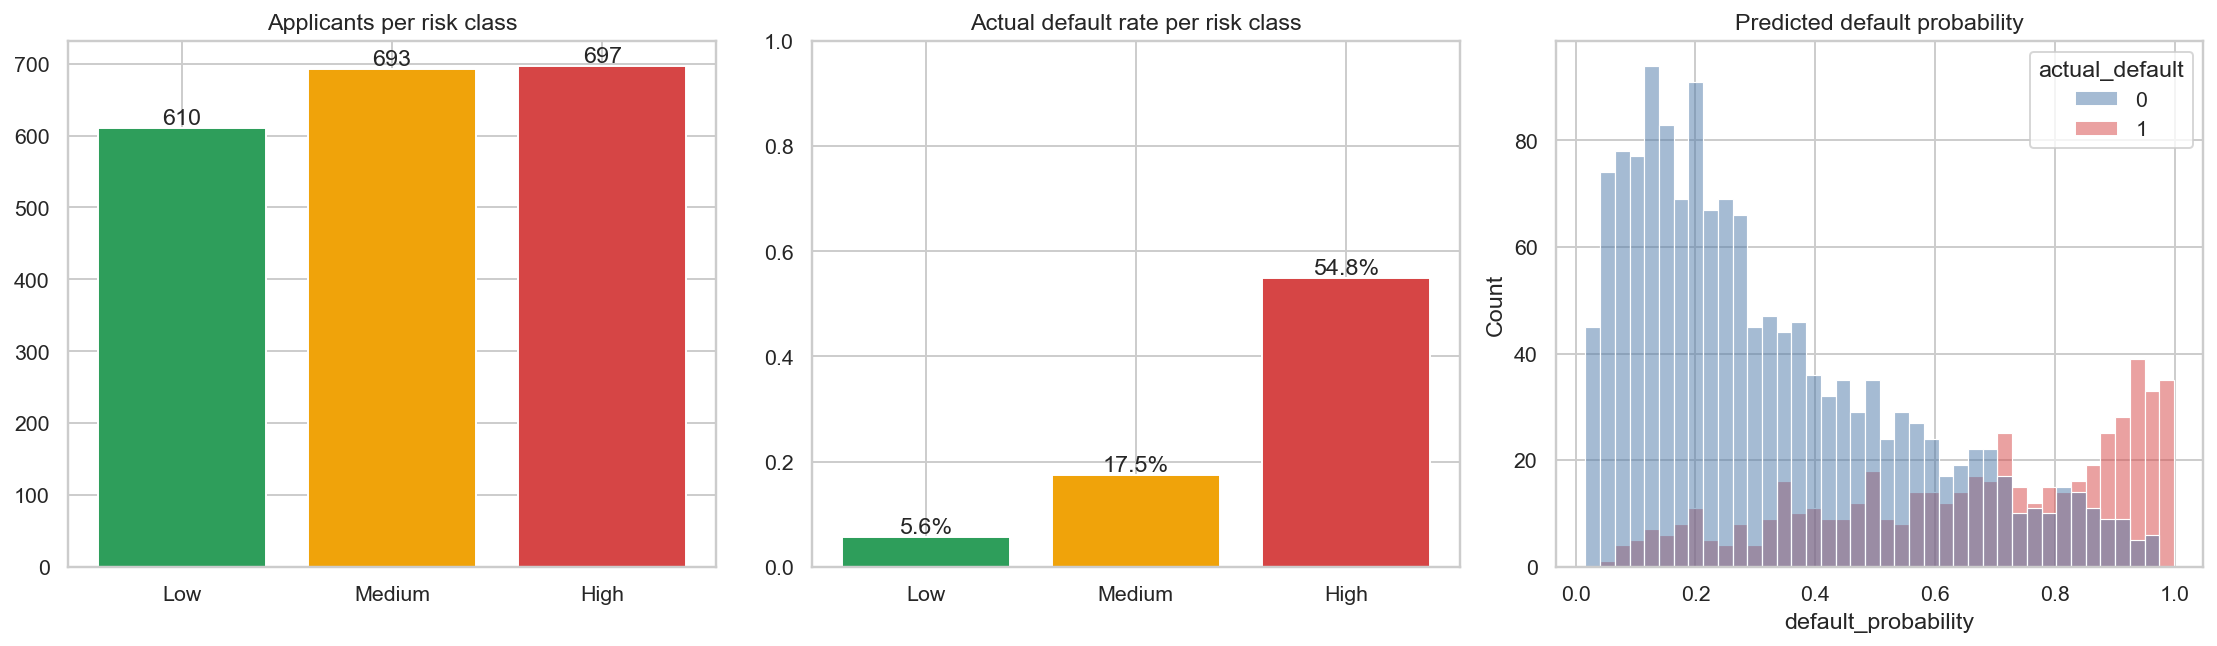 Applicants per risk class
700
600
500
400
300
200
100
0
610
693
697
Low
Medium
High
Actual default rate per risk class
1.0
0.8
0.6
0.4
0.2
0.0
5.6%
17.5%
54.8%
Low
Medium
High
Predicted default probability
Count
80
60
40
20
0
actual_default
0
1
0.0
0.2
0.4
0.6
0.8
1.0
default_probability